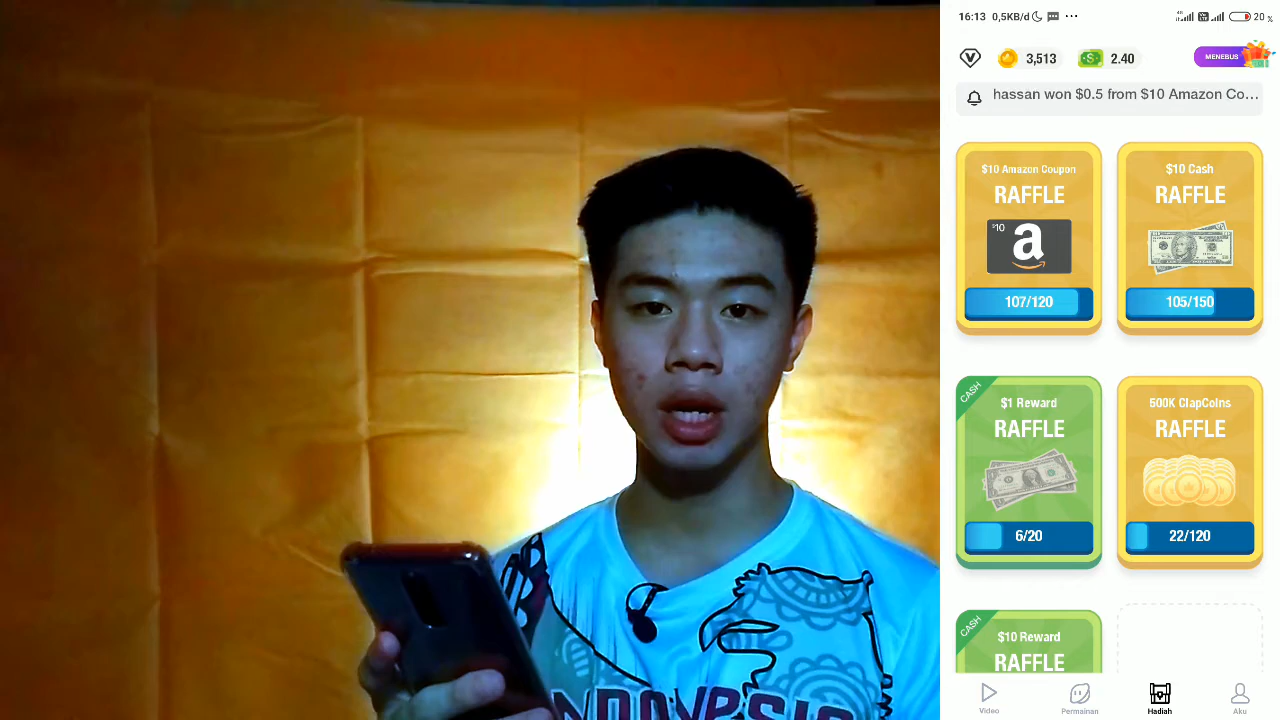 16:13 0,5KB/d
20 %
3,513
2.40
MENEBUS
hassan won $0.5 from $10 Amazon Co...
$10 Amazon Coupon
RAFFLE
$10
a
107/120
$10 Cash
RAFFLE
105/150
CASH
$1 Reward
RAFFLE
6/20
500K ClapCoins
RAFFLE
22/120
CASH
$10 Reward
RAFFLE
INDONESIA
Video
Permainan
Hadiah
Aku